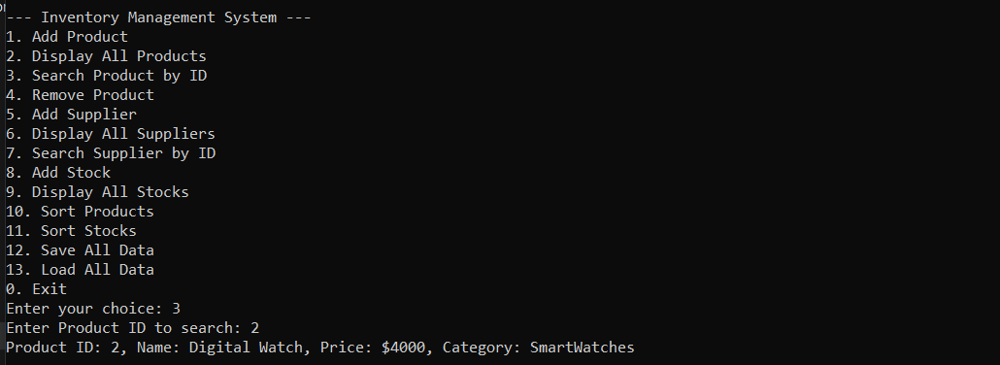 --- Inventory Management System ---
1. Add Product
2. Display All Products
3. Search Product by ID
4. Remove Product
5. Add Supplier
6. Display All Suppliers
7. Search Supplier by ID
8. Add Stock
9. Display All Stocks
10. Sort Products
11. Sort Stocks
12. Save All Data
13. Load All Data
0. Exit
Enter your choice: 3
Enter Product ID to search: 2
Product ID: 2, Name: Digital Watch, Price: $4000, Category: SmartWatches